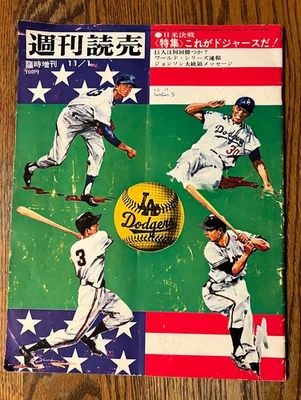 週刊読売
臨時増刊 11/1
100円
●日米決戦
〈特集〉これがドジャースだ!
巨人は何回勝つか?
ワールド・シリーズ速報
ジョンソン大統領メッセージ
Dodgers
30
LA
Dodgers
3